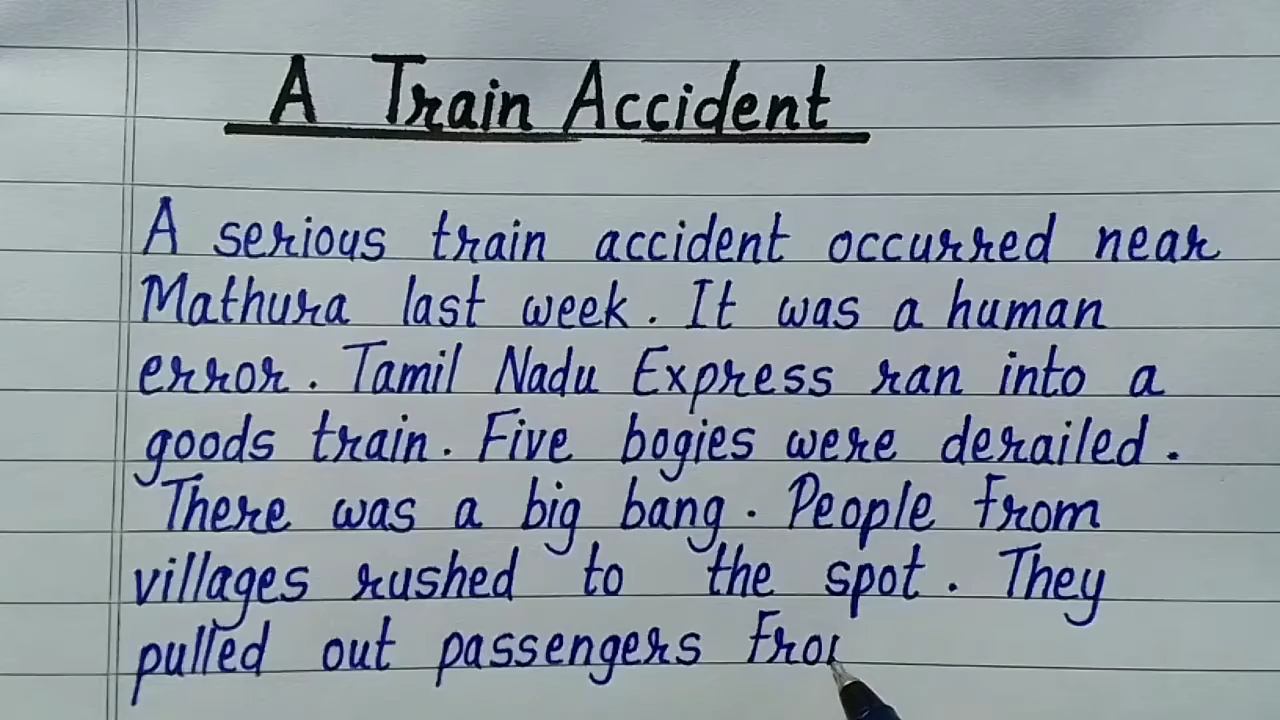 A Train Accident
A serious train accident occurred near
Mathura last week. It was a human
error. Tamil Nadu Express ran into a
goods train. Five bogies were derailed.
There was a big bang. People from
villages rushed to the spot. They
pulled out passengers fro